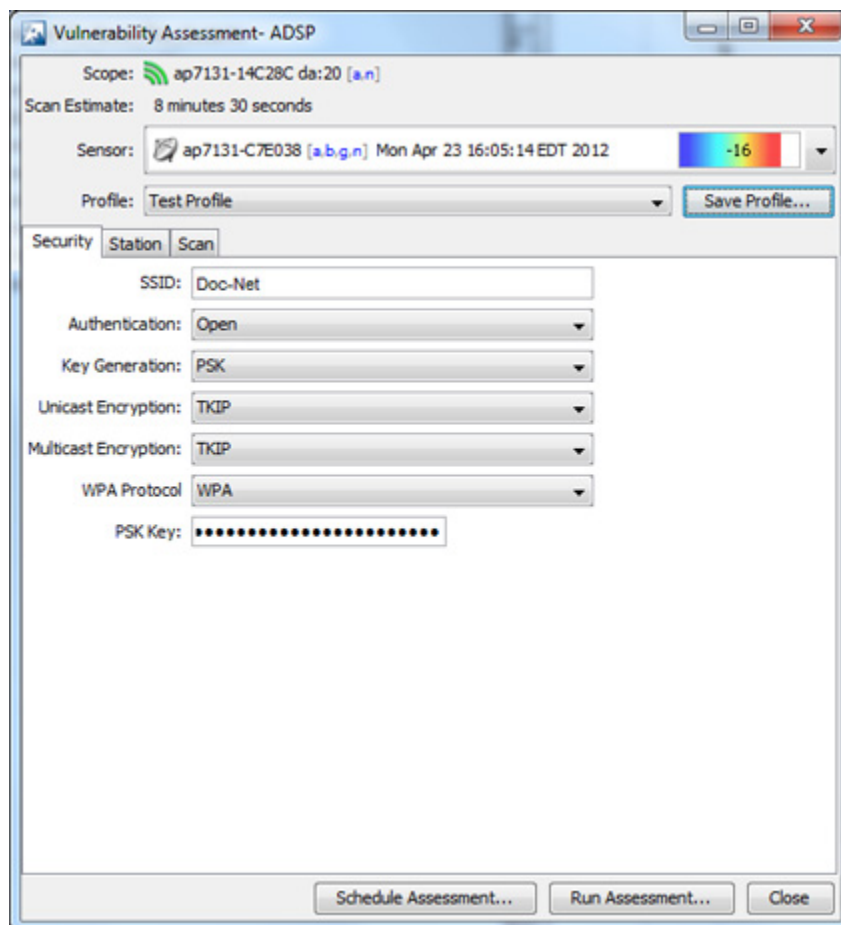 Vulnerability Assessment- ADSP
Scope: ap7131-14C28C da:20 [a,n]
Scan Estimate: 8 minutes 30 seconds
Sensor: ap7131-C7E038 [a,b,g,n] Mon Apr 23 16:05:14 EDT 2012 -16
Profile: Test Profile Save Profile...
Security Station Scan
SSID: Doc-Net
Authentication: Open
Key Generation: PSK
Unicast Encryption: TKIP
Multicast Encryption: TKIP
WPA Protocol WPA
PSK Key: ••••••••••••••••••••••••
Schedule Assessment... Run Assessment... Close